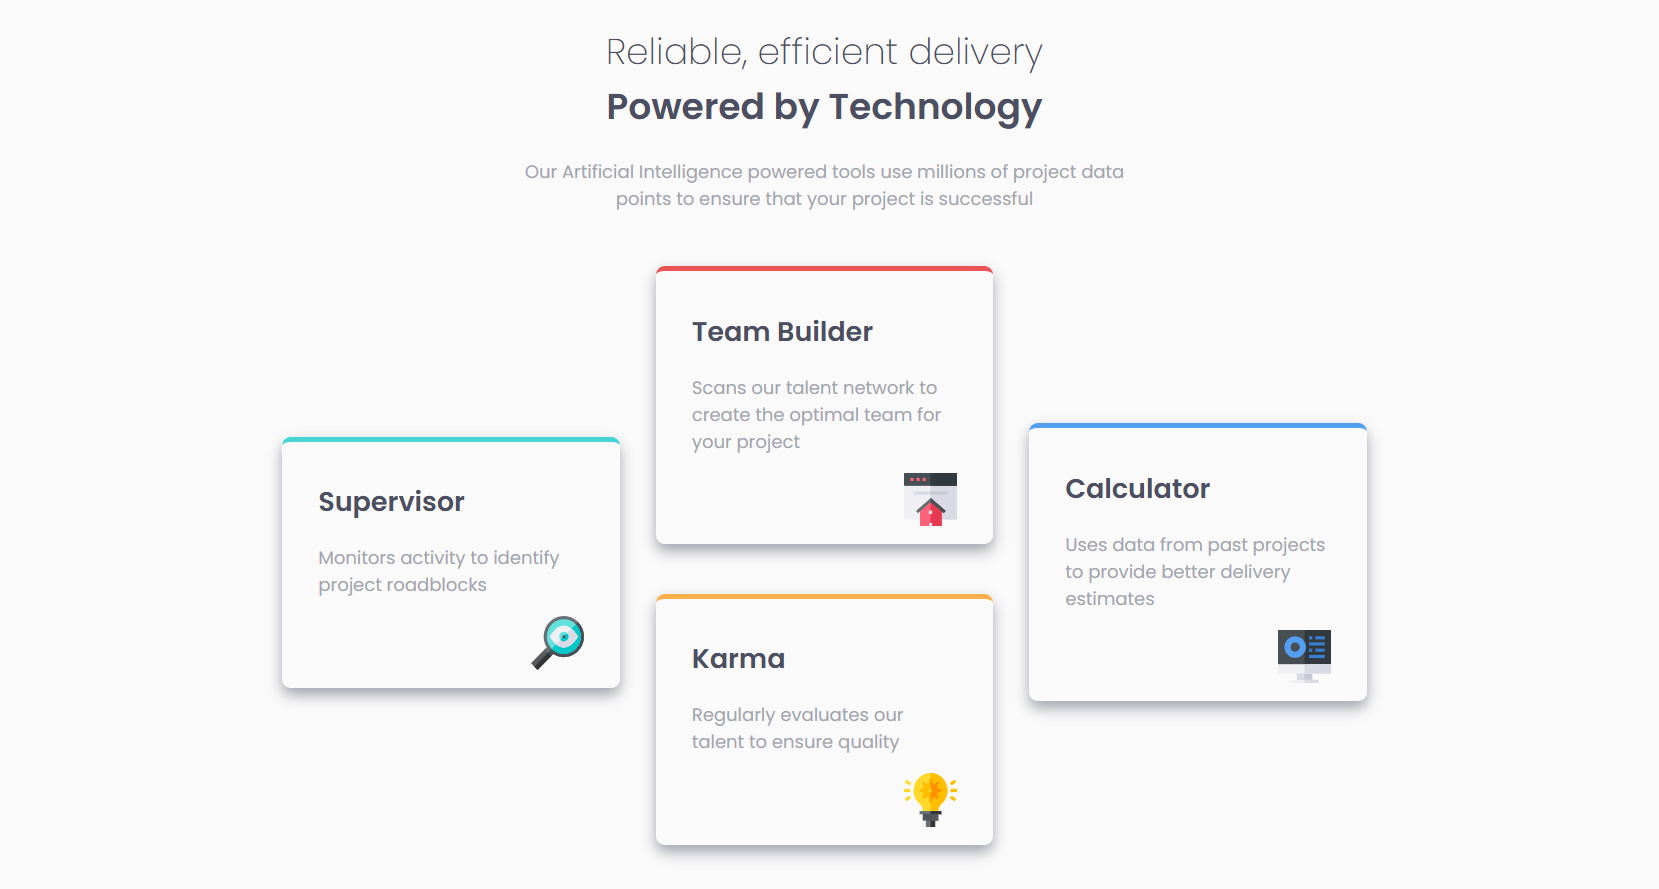 Reliable, efficient delivery
Powered by Technology
Our Artificial Intelligence powered tools use millions of project data
points to ensure that your project is successful
Supervisor
Monitors activity to identify
project roadblocks
Team Builder
Scans our talent network to
create the optimal team for
your project
Karma
Regularly evaluates our
talent to ensure quality
Calculator
Uses data from past projects
to provide better delivery
estimates